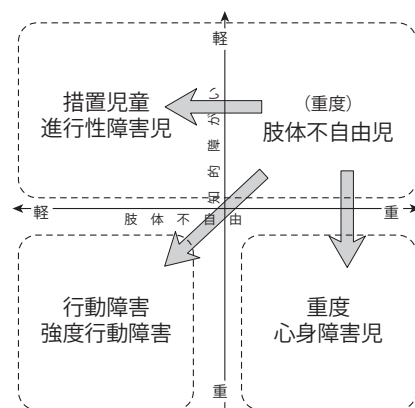 軽
措置児童
進行性障害児
(重度)
肢体不自由児
知的障がい
軽
肢体不自由
重
行動障害
強度行動障害
重度
心身障害児
重